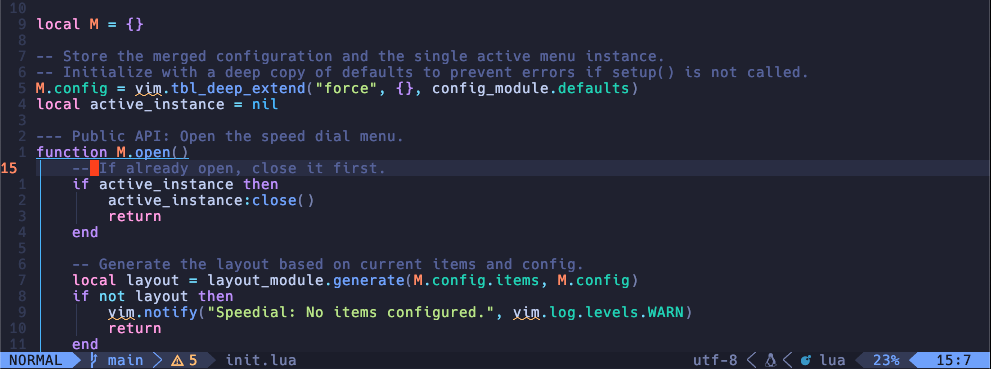 10
9 local M = {}
8
7 -- Store the merged configuration and the single active menu instance.
6 -- Initialize with a deep copy of defaults to prevent errors if setup() is not called.
5 M.config = vim.tbl_deep_extend("force", {}, config_module.defaults)
4 local active_instance = nil
3
2 --- Public API: Open the speed dial menu.
1 function M.open()
15 -- If already open, close it first.
1 if active_instance then
2 active_instance:close()
3 return
4 end
5
6 -- Generate the layout based on current items and config.
7 local layout = layout_module.generate(M.config.items, M.config)
8 if not layout then
9 vim.notify("Speedial: No items configured.", vim.log.levels.WARN)
10 return
11 end
NORMAL main 5 init.lua utf-8 lua 23% 15:7